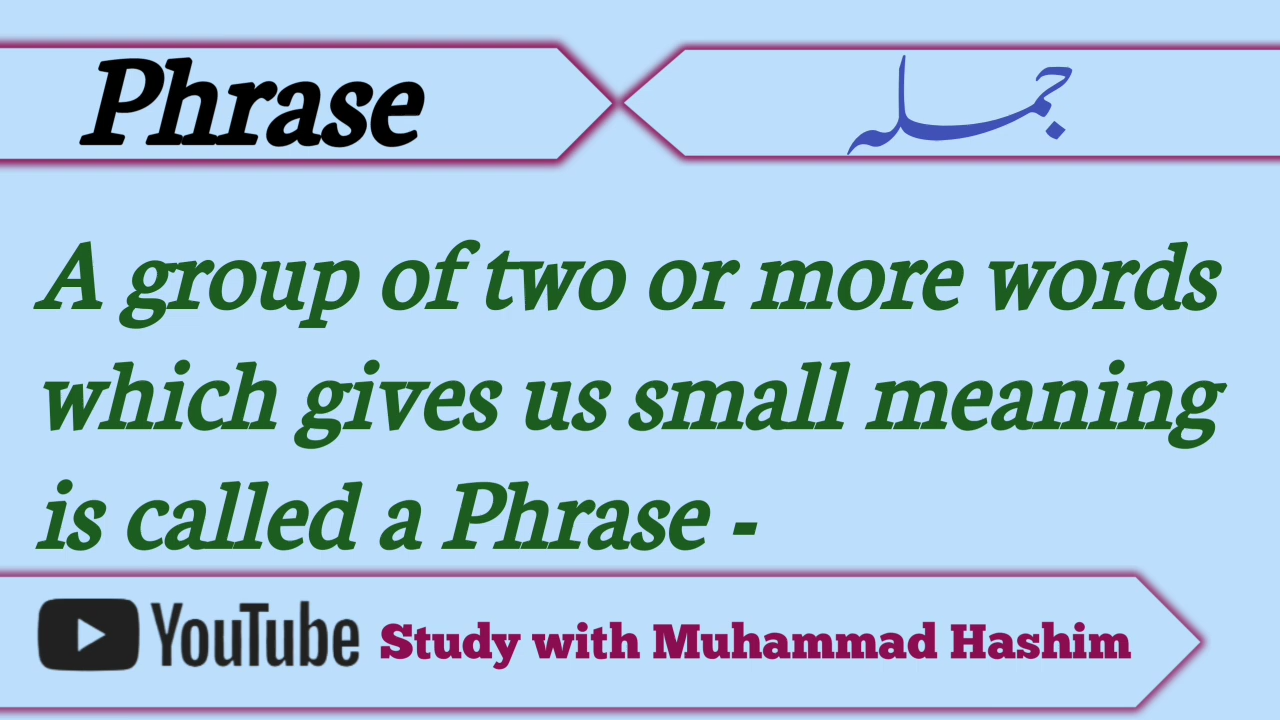 Phrase
جملہ
A group of two or more words
which gives us small meaning
is called a Phrase -
YouTube Study with Muhammad Hashim